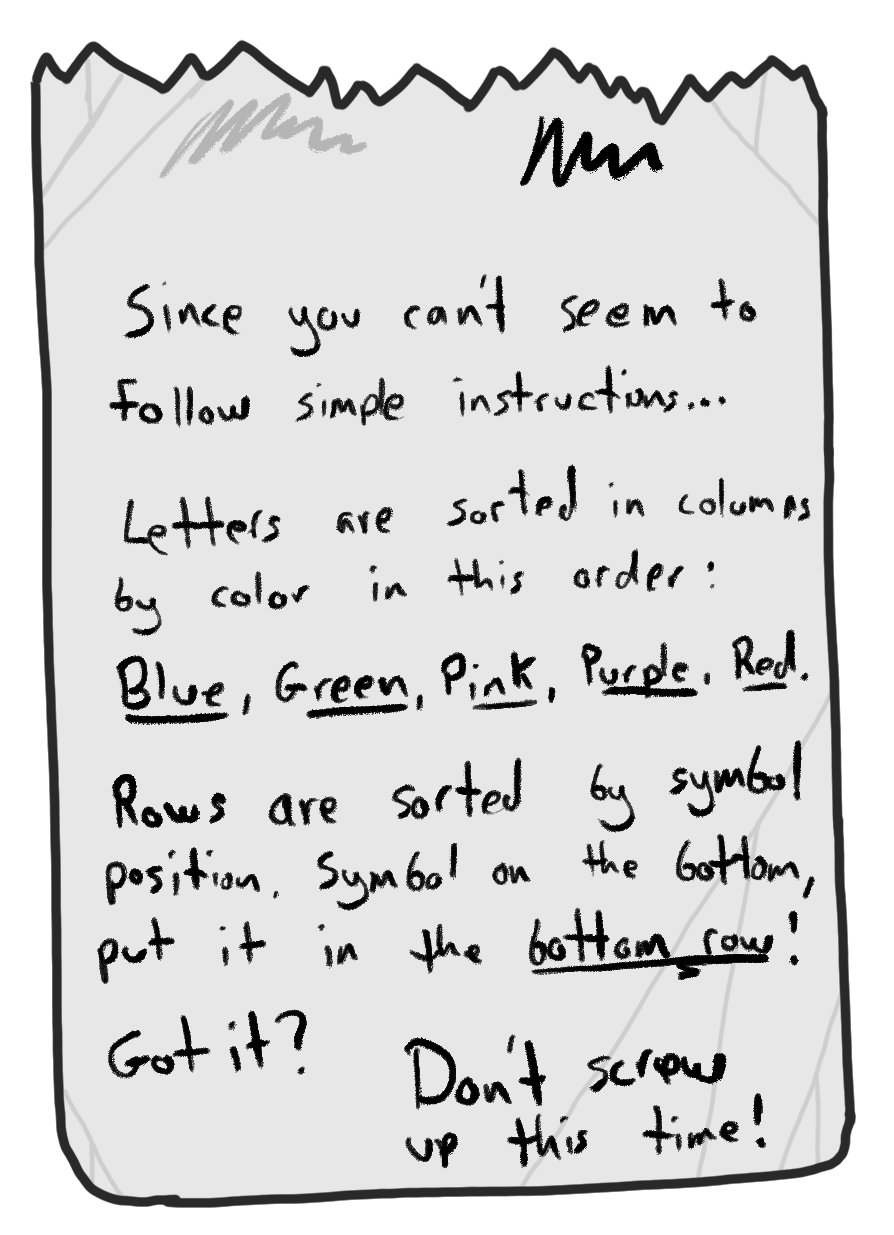 Since you can't seem to
follow simple instructions...
Letters are sorted in columns
by color in this order:
Blue, Green, Pink, Purple, Red.
Rows are sorted by symbol
position. Symbol on the bottom,
put it in the bottom row!
Got it?
Don't screw
up this time!